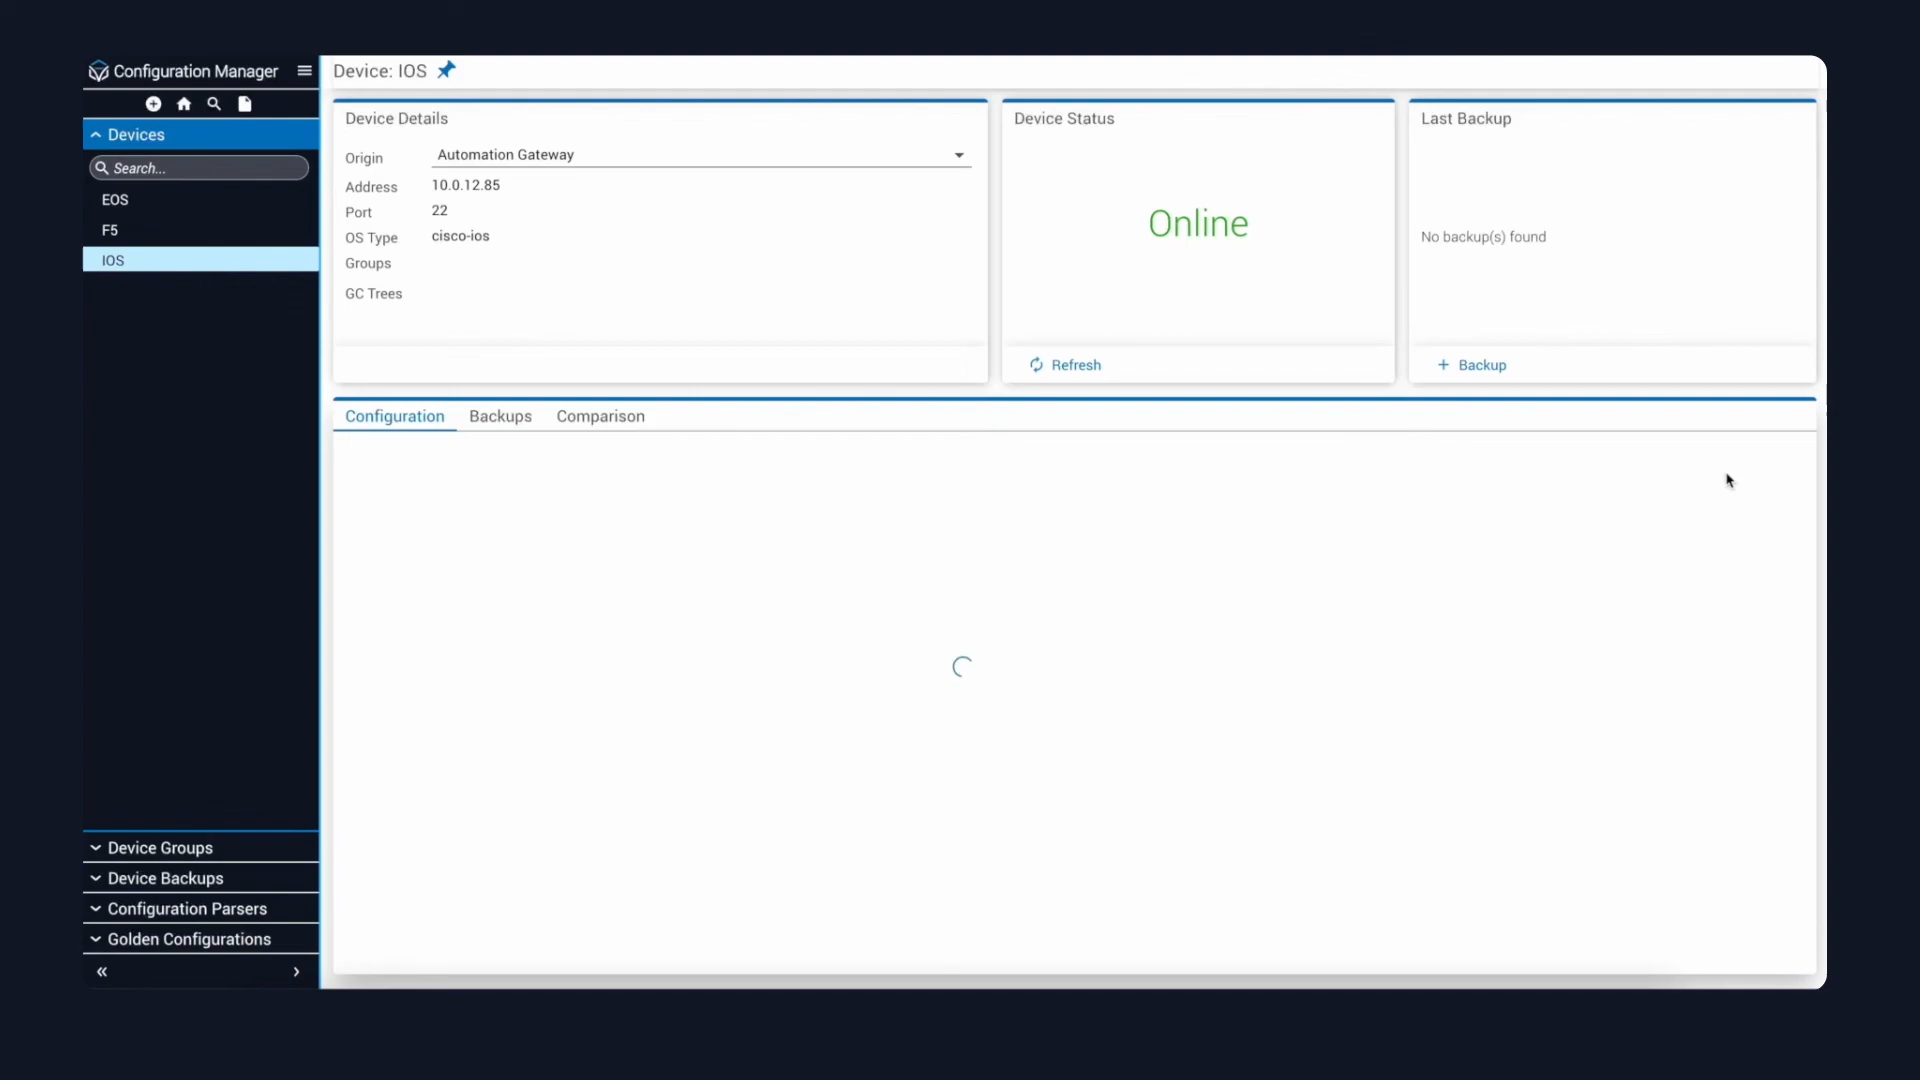 Configuration Manager
Devices
Search...
EOS
F5
IOS
Device Groups
Device Backups
Configuration Parsers
Golden Configurations
Device: IOS
Device Details
Origin Automation Gateway
Address 10.0.12.85
Port 22
OS Type cisco-ios
Groups
GC Trees
Device Status
Online
Refresh
Last Backup
No backup(s) found
+ Backup
Configuration Backups Comparison